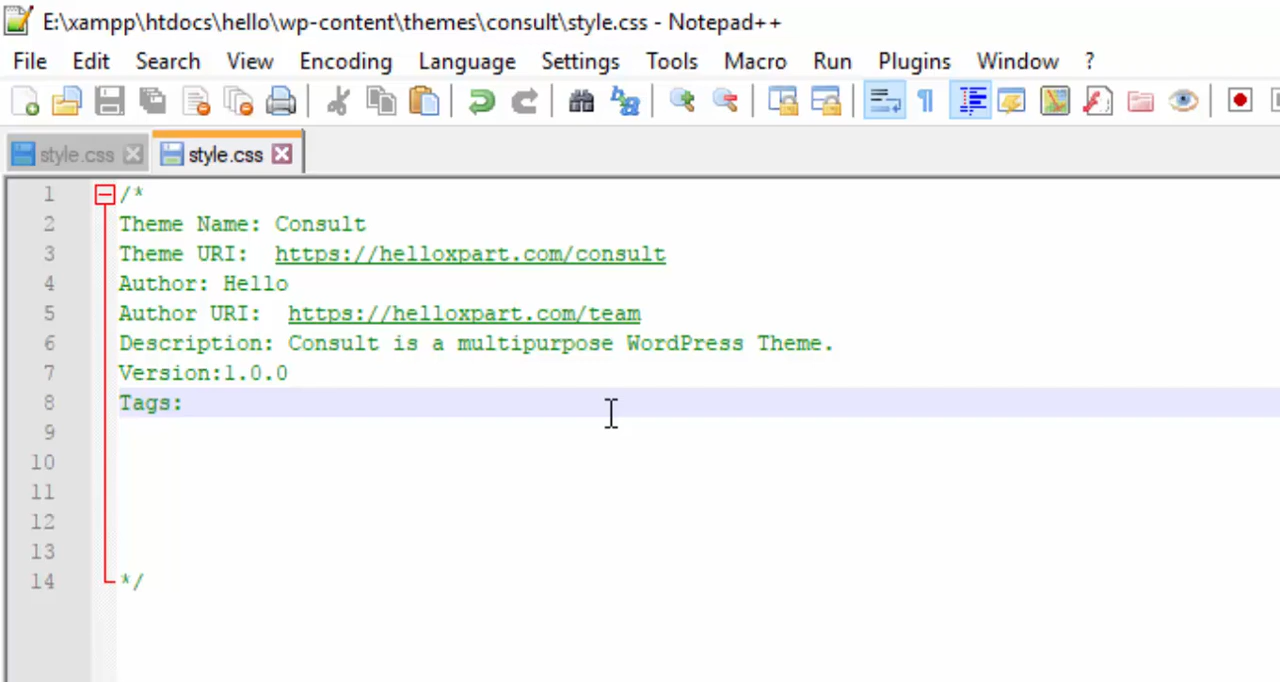 E:\xampp\htdocs\hello\wp-content\themes\consult\style.css - Notepad++
File Edit Search View Encoding Language Settings Tools Macro Run Plugins Window ?
style.css style.css
1 /*
2 Theme Name: Consult
3 Theme URI:  https://helloxpart.com/consult
4 Author: Hello
5 Author URI:  https://helloxpart.com/team
6 Description: Consult is a multipurpose WordPress Theme.
7 Version:1.0.0
8 Tags:
9
10
11
12
13
14 */